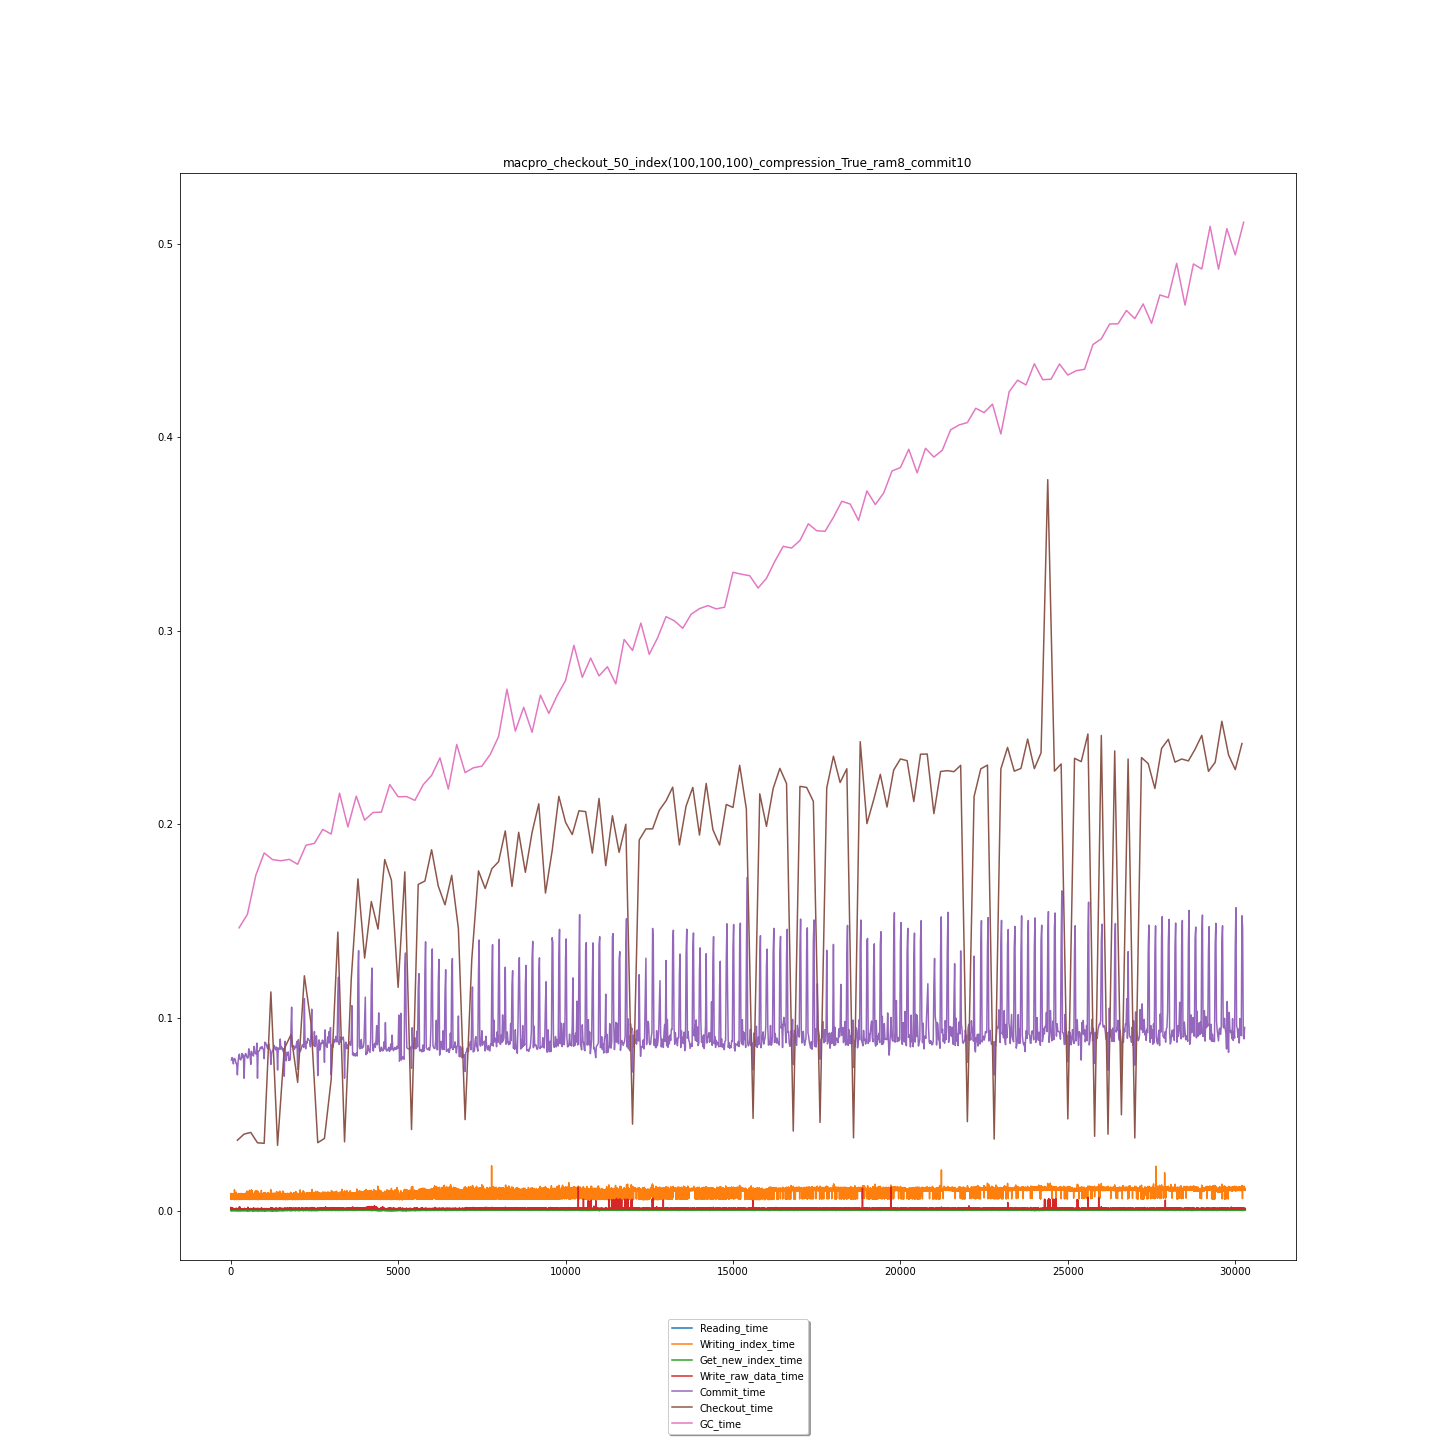 macpro_checkout_50_index(100,100,100)_compression_True_ram8_commit10
0.5
0.4
0.3
0.2
0.1
0.0
0 5000 10000 15000 20000 25000 30000
Reading_time
Writing_index_time
Get_new_index_time
Write_raw_data_time
Commit_time
Checkout_time
GC_time